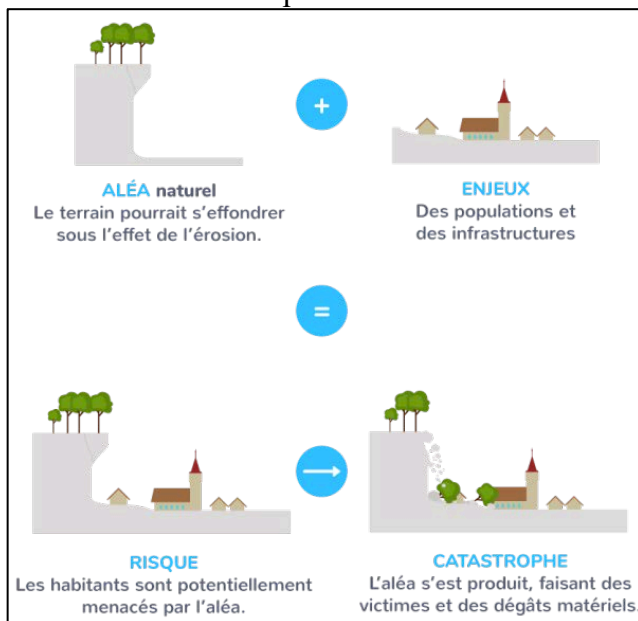 +
ALÉA naturel
Le terrain pourrait s'effondrer
sous l'effet de l'érosion.
ENJEUX
Des populations et
des infrastructures
=
RISQUE
Les habitants sont potentiellement
menacés par l'aléa.
CATASTROPHE
L'aléa s'est produit, faisant des
victimes et des dégâts matériels.